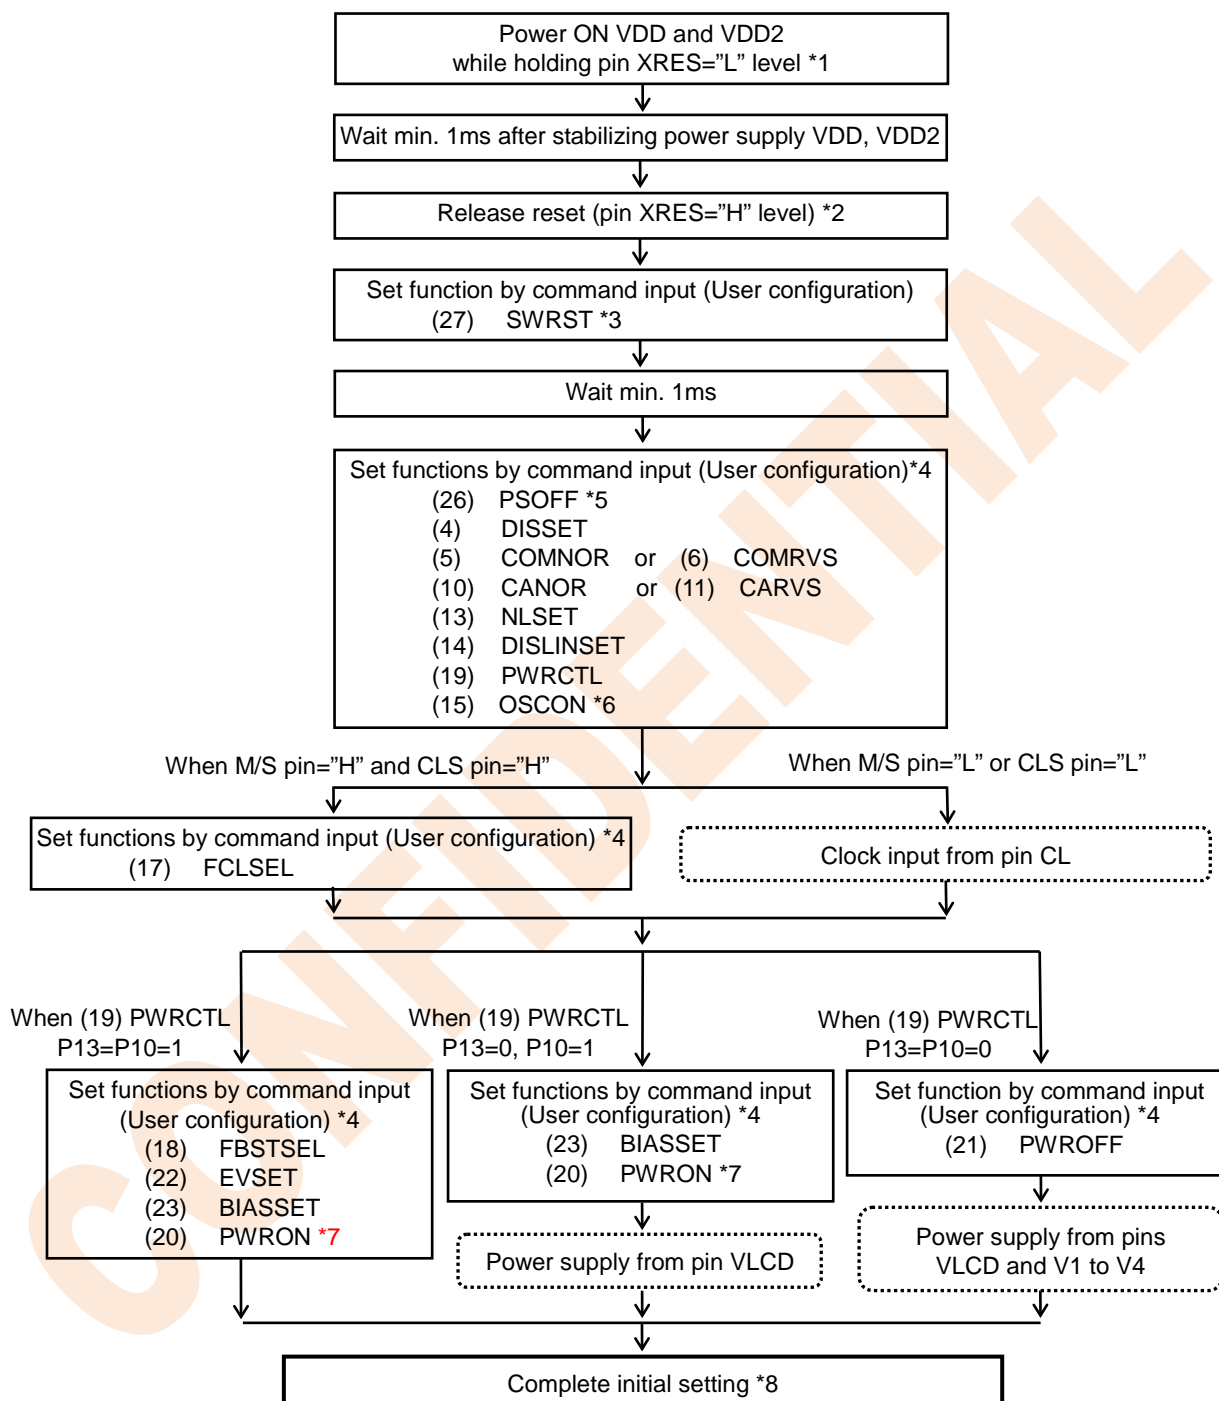 Power ON VDD and VDD2
while holding pin XRES=”L” level *1
Wait min. 1ms after stabilizing power supply VDD, VDD2
Release reset (pin XRES=”H” level) *2
Set function by command input (User configuration)
(27) SWRST *3
Wait min. 1ms
Set functions by command input (User configuration)*4
(26) PSOFF *5
(4) DISSET
(5) COMNOR or (6) COMRVS
(10) CANOR or (11) CARVS
(13) NLSET
(14) DISLINSET
(19) PWRCTL
(15) OSCON *6
When M/S pin=”H” and CLS pin=”H”
When M/S pin=”L” or CLS pin=”L”
Set functions by command input (User configuration) *4
(17) FCLSEL
Clock input from pin CL
When (19) PWRCTL
P13=P10=1
When (19) PWRCTL
P13=0, P10=1
When (19) PWRCTL
P13=P10=0
Set functions by command input
(User configuration) *4
(18) FBSTSEL
(22) EVSET
(23) BIASSET
(20) PWRON *7
Set functions by command input
(User configuration) *4
(23) BIASSET
(20) PWRON *7
Power supply from pin VLCD
Set function by command input
(User configuration) *4
(21) PWROFF
Power supply from pins
VLCD and V1 to V4
Complete initial setting *8
CONFIDENTIAL